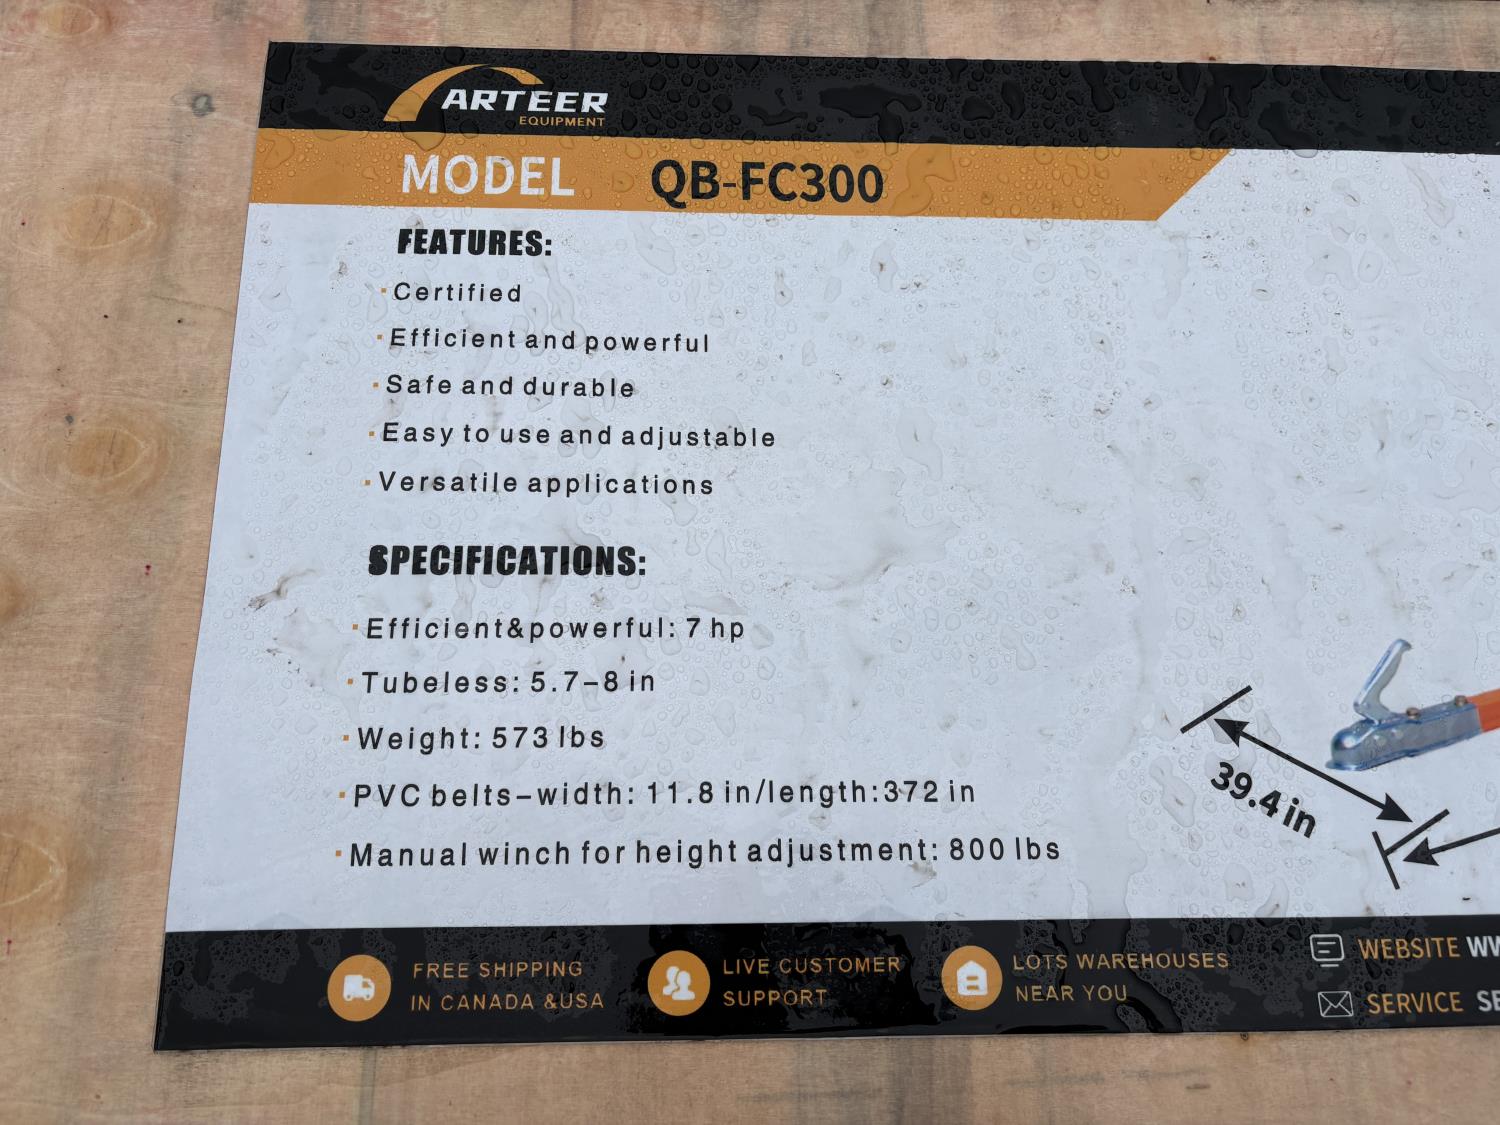 ARTEER
EQUIPMENT
MODEL QB-FC300
FEATURES:
Certified
Efficient and powerful
Safe and durable
Easy to use and adjustable
Versatile applications
SPECIFICATIONS:
Efficient&powerful: 7 hp
Tubeless: 5.7–8 in
Weight: 573 lbs
PVC belts–width: 11.8 in/length:372 in
Manual winch for height adjustment: 800 lbs
39.4 in
FREE SHIPPING
IN CANADA &USA
LIVE CUSTOMER
SUPPORT
LOTS WAREHOUSES
NEAR YOU
WEBSITE
SERVICE